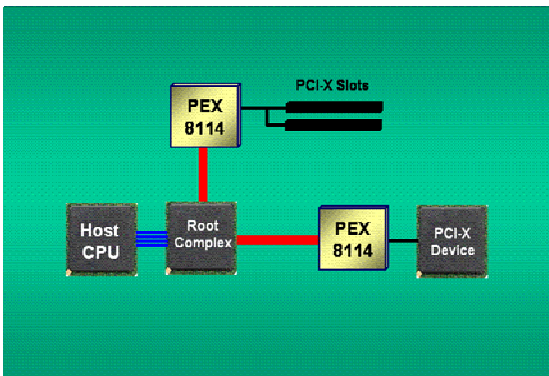 PCI-X Slots
PEX
8114
Host
CPU
Root
Complex
PEX
8114
PCI-X
Device